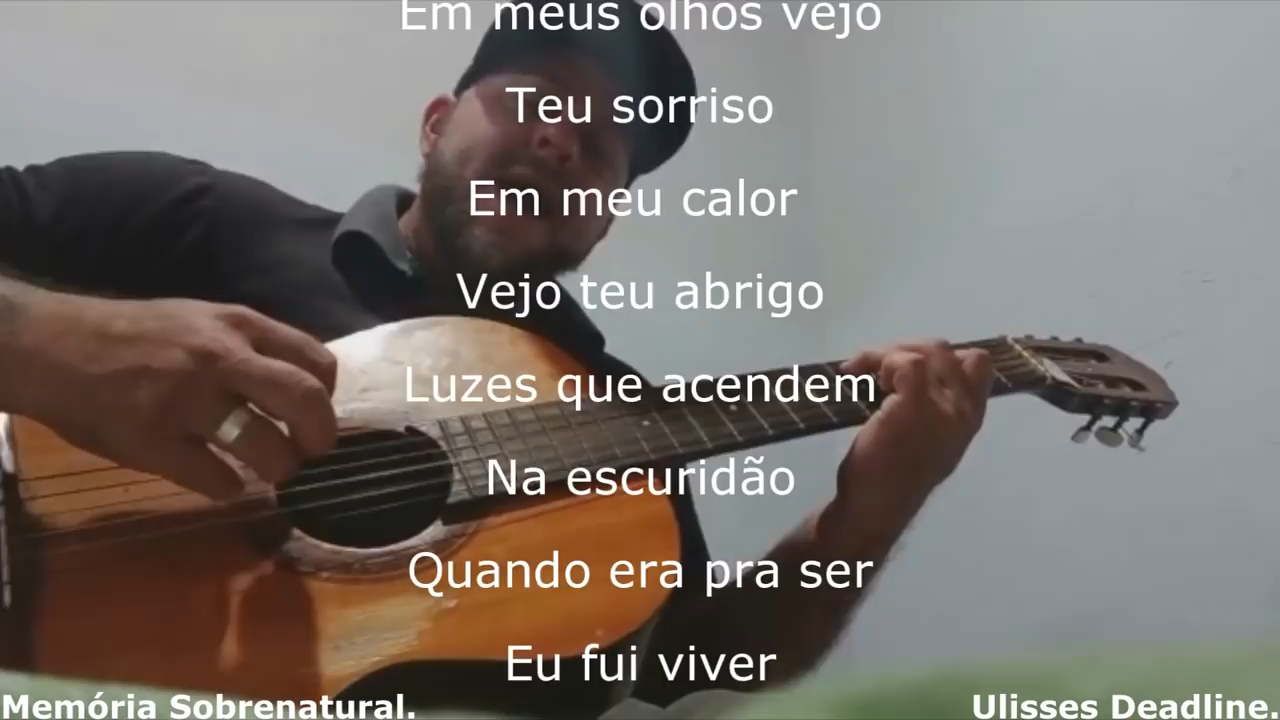 Em meus olhos vejo
Teu sorriso
Em meu calor
Vejo teu abrigo
Luzes que acendem
Na escuridão
Quando era pra ser
Eu fui viver
Memória Sobrenatural.
Ulisses Deadline.